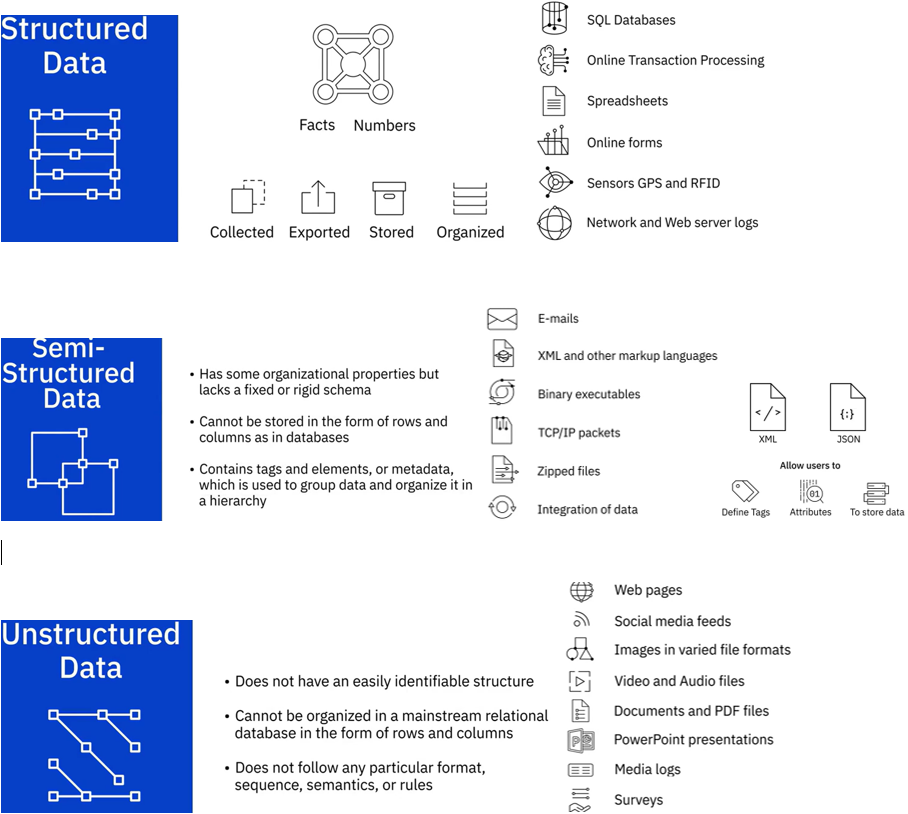 Structured
Data
Facts Numbers
Collected Exported Stored Organized
SQL Databases
Online Transaction Processing
Spreadsheets
Online forms
Sensors GPS and RFID
Network and Web server logs
Semi-
Structured
Data
• Has some organizational properties but
lacks a fixed or rigid schema
• Cannot be stored in the form of rows and
columns as in databases
• Contains tags and elements, or metadata,
which is used to group data and organize it in
a hierarchy
E-mails
XML and other markup languages
Binary executables
TCP/IP packets
Zipped files
Integration of data
</> {:}
XML JSON
Allow users to
01
Define Tags Attributes To store data
Unstructured
Data
• Does not have an easily identifiable structure
• Cannot be organized in a mainstream relational
database in the form of rows and columns
• Does not follow any particular format,
sequence, semantics, or rules
Web pages
Social media feeds
Images in varied file formats
Video and Audio files
Documents and PDF files
PowerPoint presentations
Media logs
Surveys